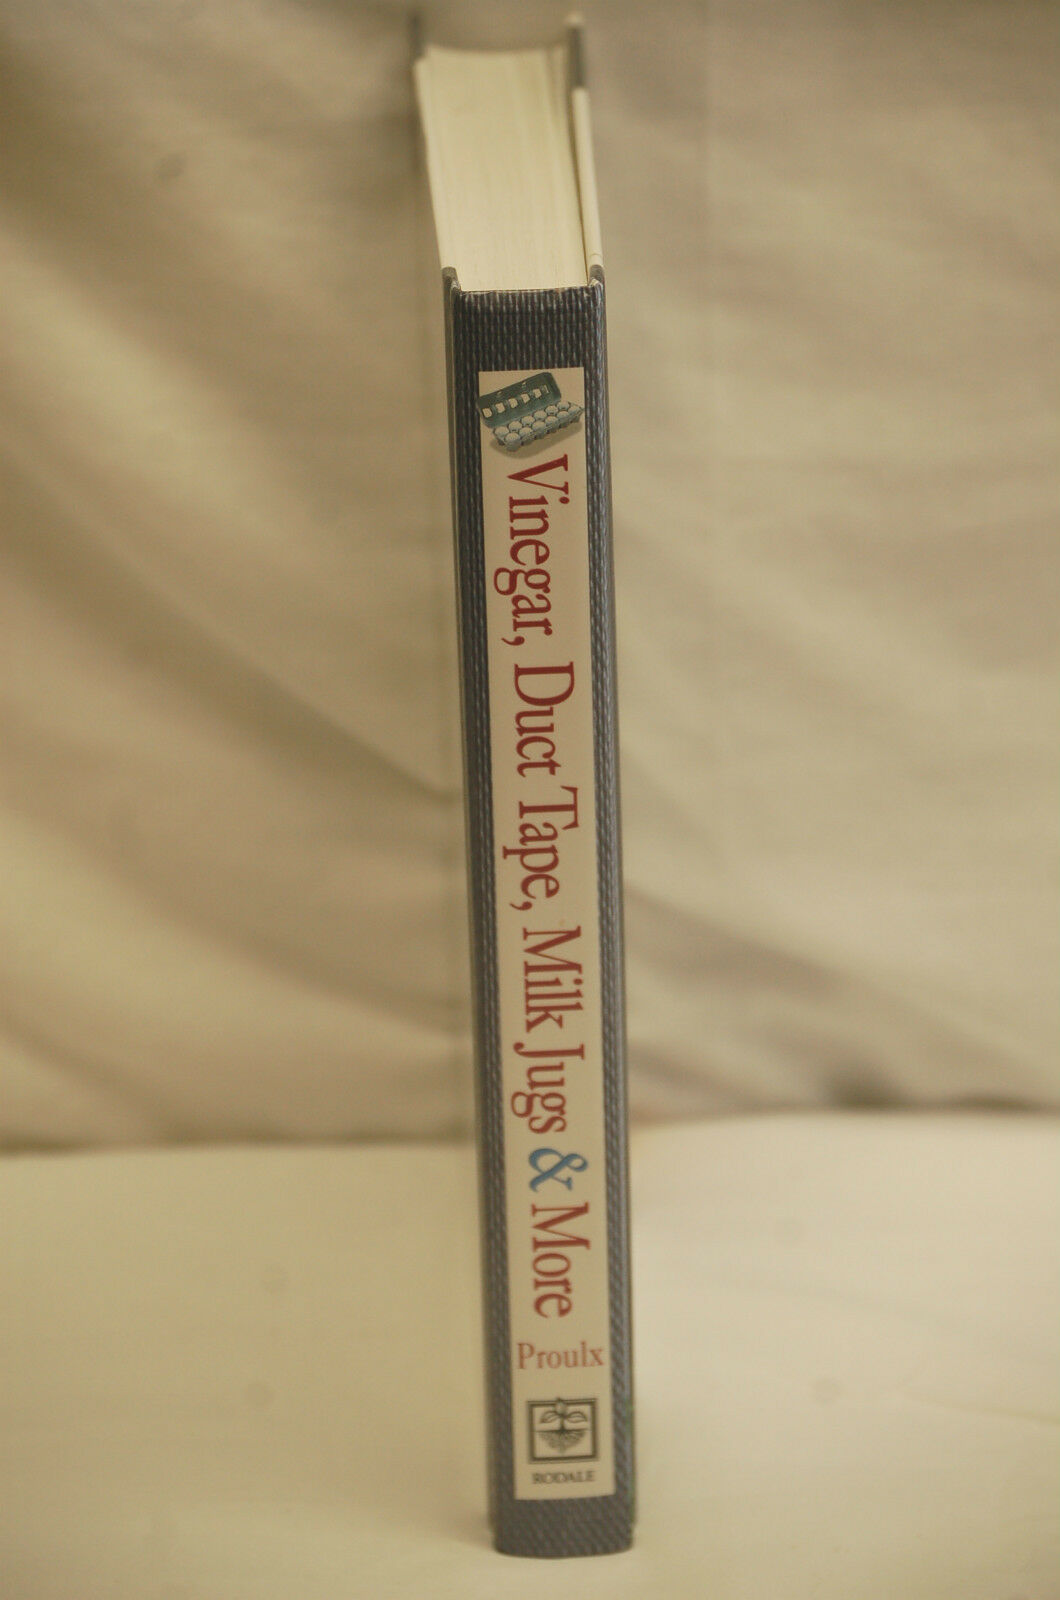 Vinegar, Duct Tape, Milk Jugs & More
Proulx
RODALE